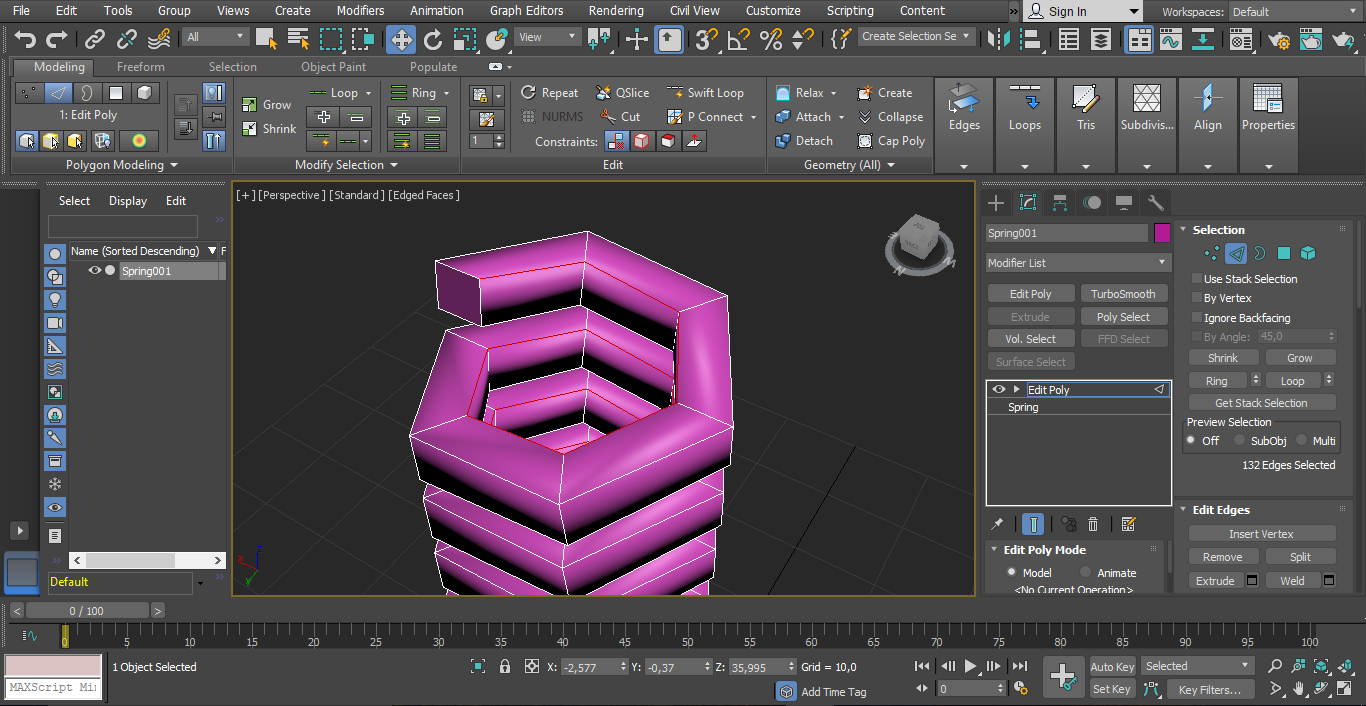 File Edit Tools Group Views Create Modifiers Animation Graph Editors Rendering Civil View Customize Scripting Content » Sign In Workspaces: Default
All View 3 Create Selection Se
Modeling Freeform Selection Object Paint Populate
1: Edit Poly
Polygon Modeling
Grow
Shrink
Loop Ring
Modify Selection
1
Repeat QSlice Swift Loop
NURMS Cut P Connect
Constraints:
Edit
Relax Create
Attach Collapse
Detach Cap Poly
Geometry (All)
Edges Loops Tris Subdivis... Align Properties
Select Display Edit
Name (Sorted Descending) F
Spring001
Default
[+] [Perspective ] [Standard ] [Edged Faces ]
Spring001
Modifier List
Edit Poly TurboSmooth
Extrude Poly Select
Vol. Select FFD Select
Surface Select
Edit Poly
Spring
Edit Poly Mode
Model Animate
<No Current Operation>
Selection
Use Stack Selection
By Vertex
Ignore Backfacing
By Angle: 45,0
Shrink Grow
Ring Loop
Get Stack Selection
Preview Selection
Off SubObj Multi
132 Edges Selected
Edit Edges
Insert Vertex
Remove Split
Extrude Weld
< 0 / 100 >
0 5 10 15 20 25 30 35 40 45 50 55 60 65 70 75 80 85 90 95 100
MAXScript Mi
1 Object Selected
X: -2,577 Y: -0,37 Z: 35,995 Grid = 10,0
Add Time Tag
0
Auto Key Selected
Set Key Key Filters...